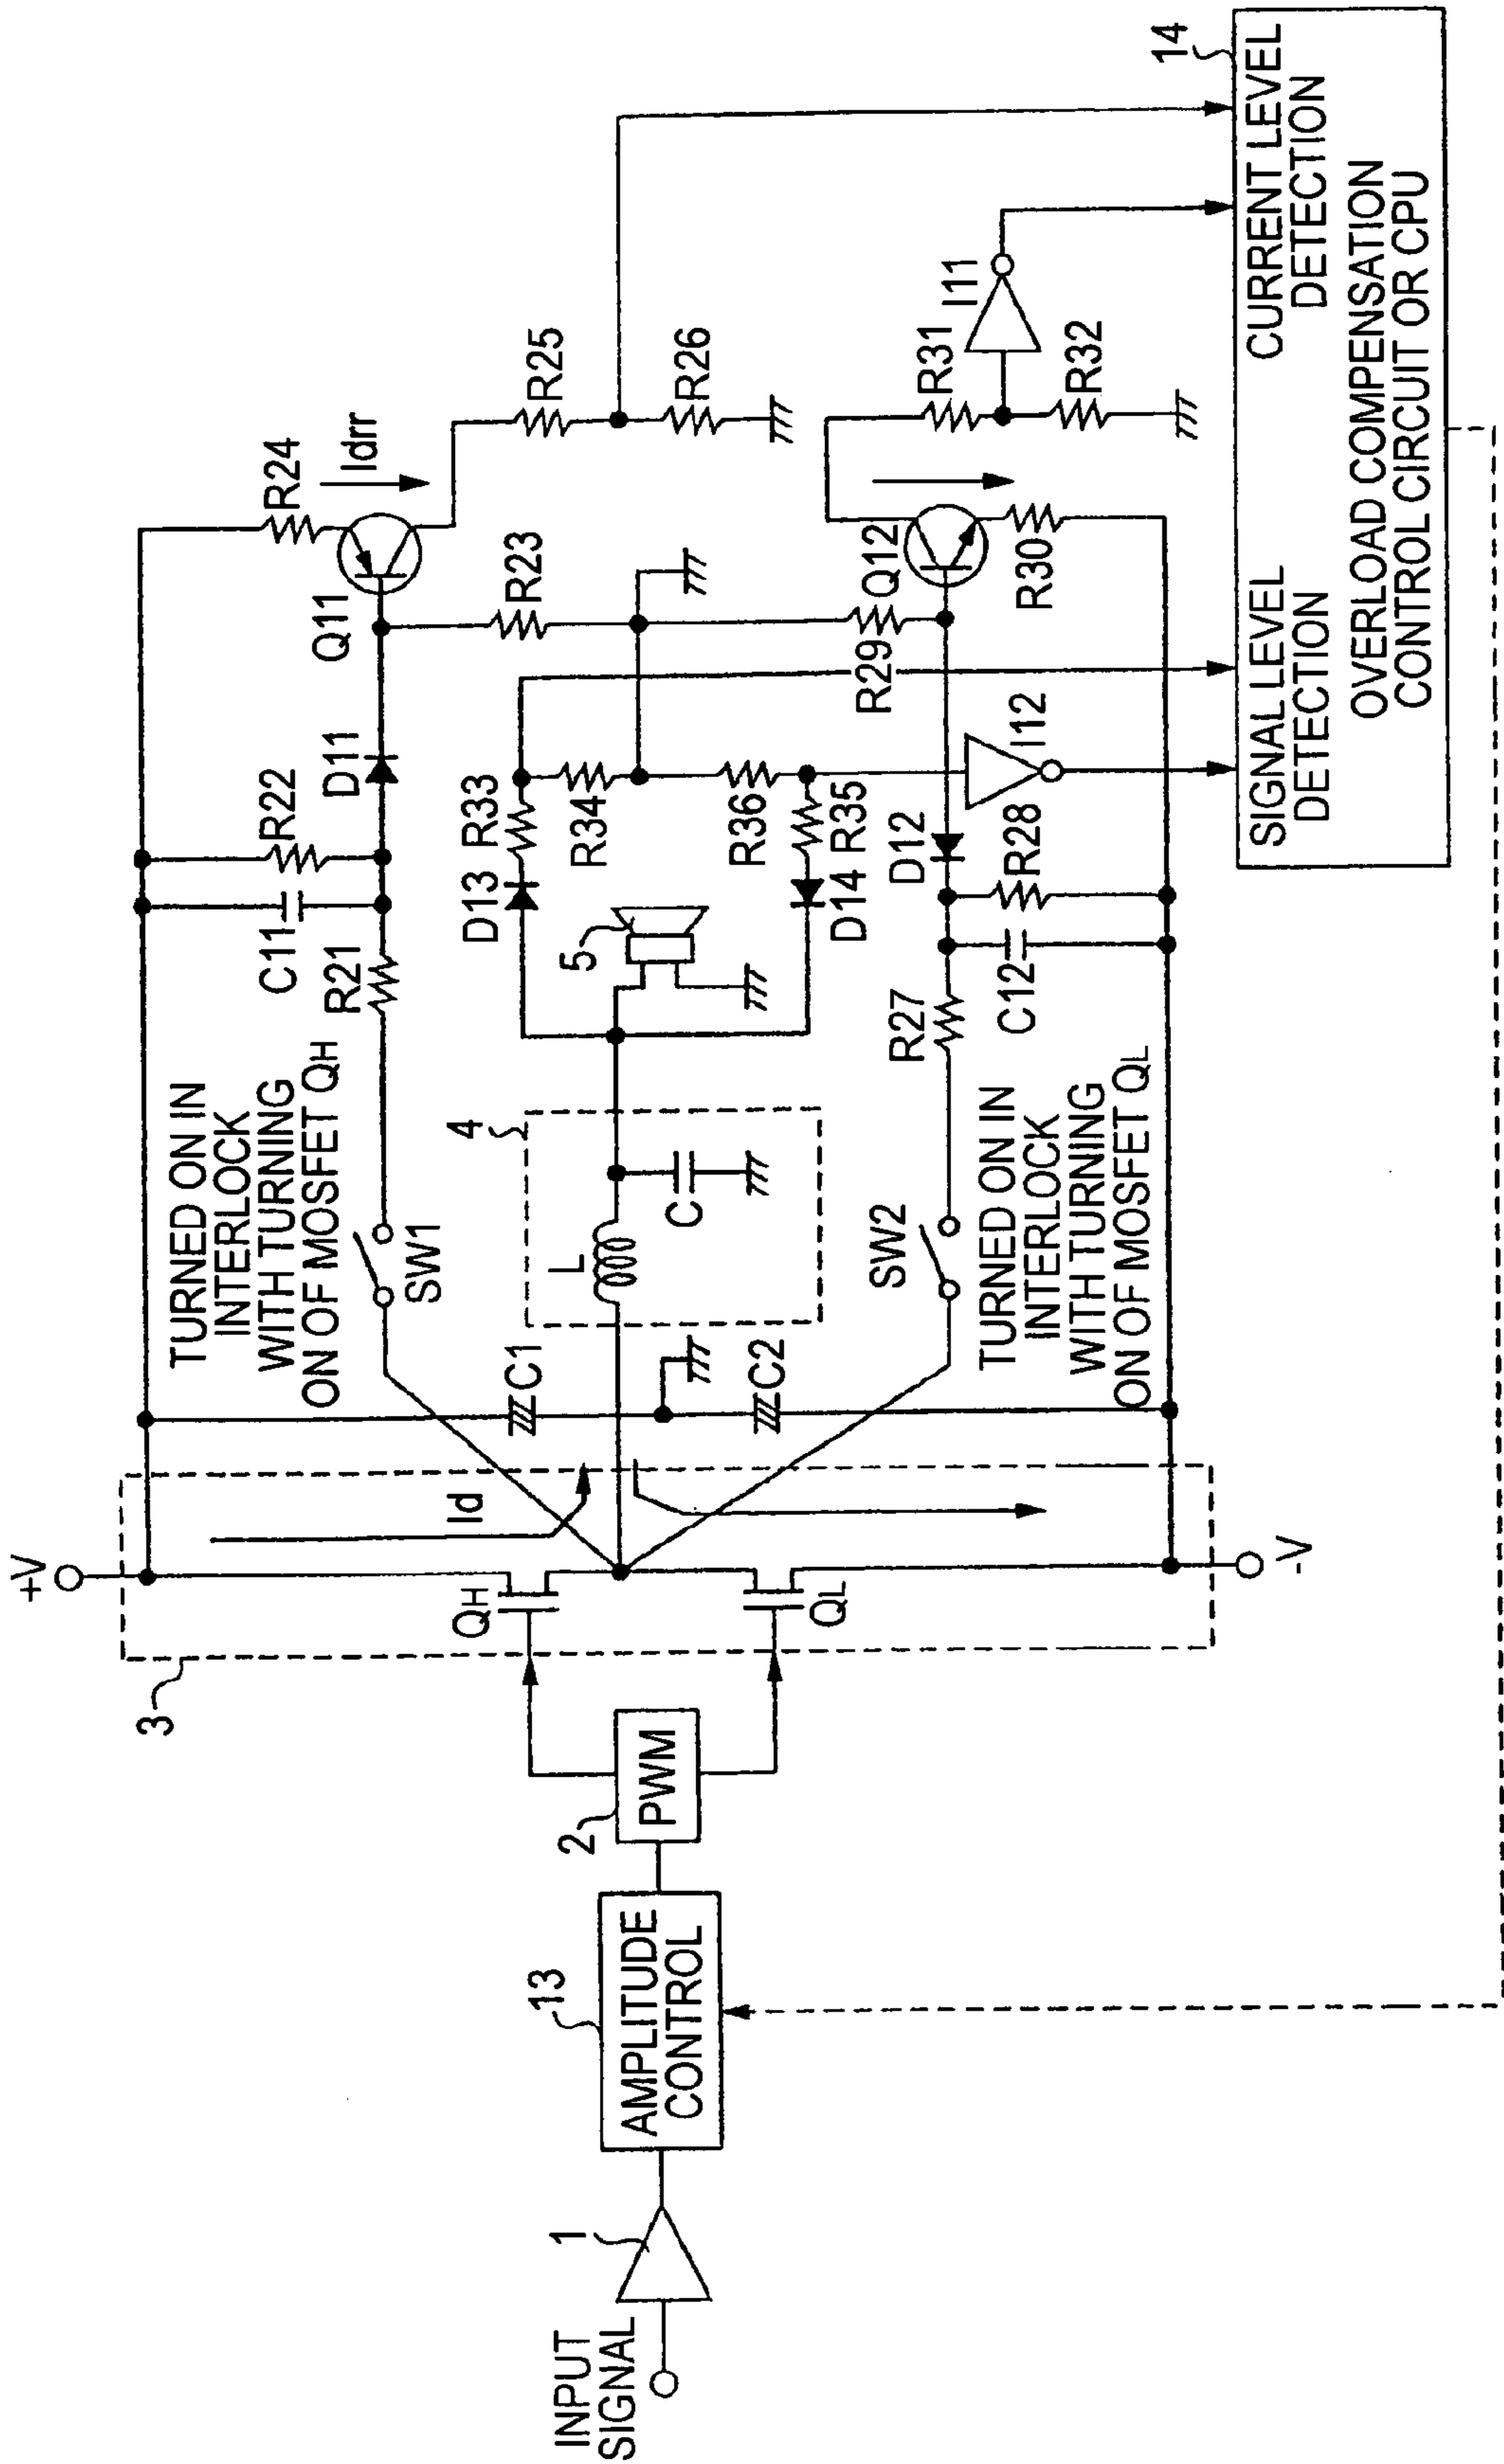 INPUT
SIGNAL
1
13
AMPLITUDE
CONTROL
2
PWM
3
+V
-V
QH
QL
Id
C1
C2
TURNED ON IN
INTERLOCK
WITH TURNING
ON OF MOSFET QH
SW1
4
L
C
SW2
TURNED ON IN
INTERLOCK
WITH TURNING
ON OF MOSFET QL
R21
C11
R22
D11
Q11
R24
Idrr
R25
R26
R23
5
D13
R33
R34
R36
D14
R35
R27
C12
R28
D12
I12
R29
Q12
R30
R31
R32
I11
14
SIGNAL LEVEL
DETECTION
CURRENT LEVEL
DETECTION
OVERLOAD COMPENSATION
CONTROL CIRCUIT OR CPU